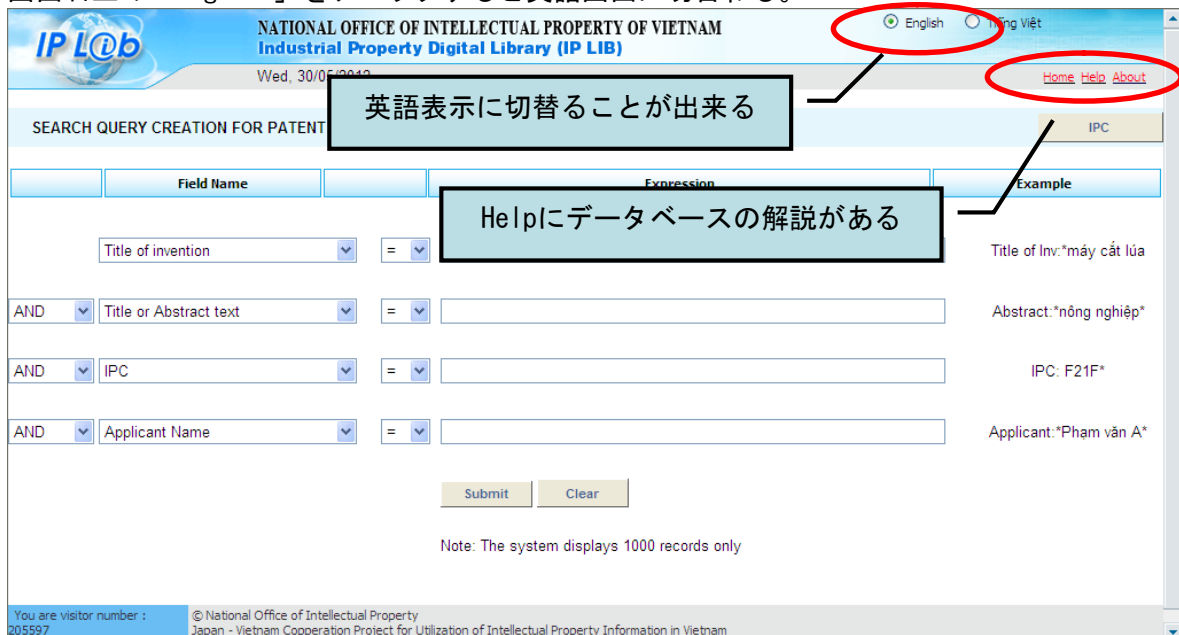 IP L@b
NATIONAL OFFICE OF INTELLECTUAL PROPERTY OF VIETNAM
Industrial Property Digital Library (IP LIB)
English Tiếng Việt
Wed, 30/05/2012
Home Help About
英語表示に切替ることが出来る
SEARCH QUERY CREATION FOR PATENT
IPC
Field Name Expression Example
Helpにデータベースの解説がある
Title of invention = Title of Inv:*máy cắt lúa
AND Title or Abstract text = Abstract:*nông nghiệp*
AND IPC = IPC: F21F*
AND Applicant Name = Applicant:*Phạm văn A*
Submit Clear
Note: The system displays 1000 records only
You are visitor number :
205597
© National Office of Intellectual Property
Japan - Vietnam Cooperation Project for Utilization of Intellectual Property Information in Vietnam